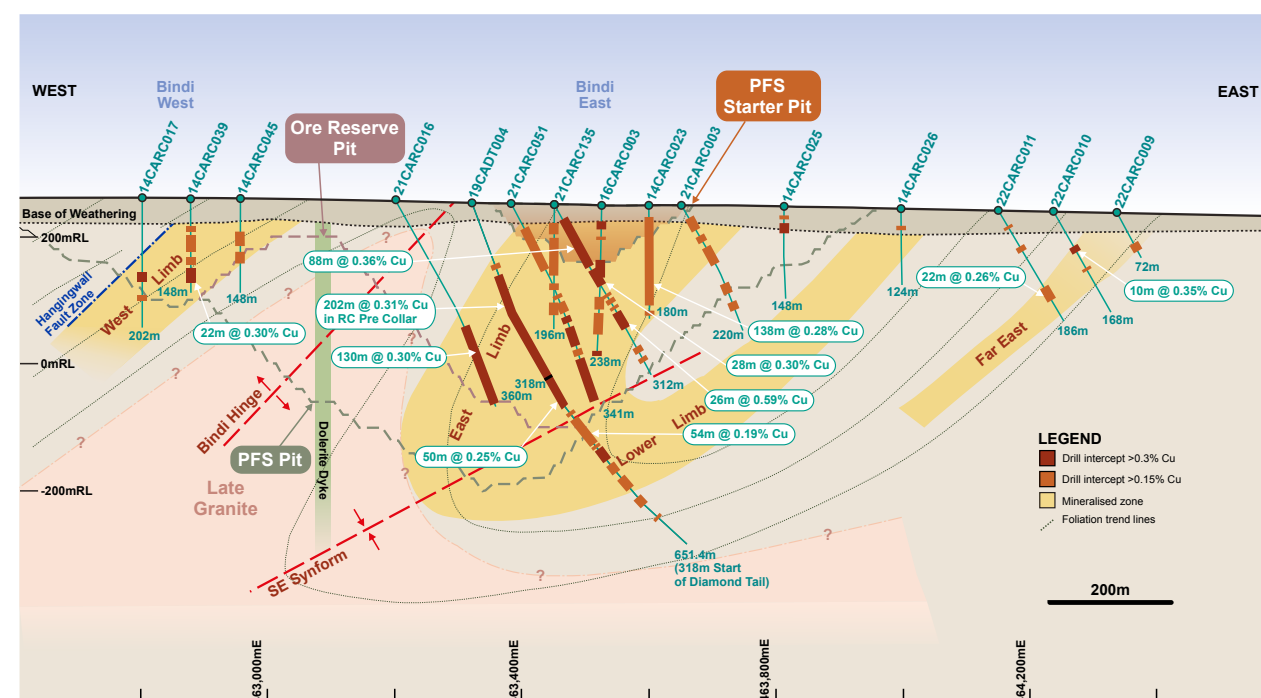 WEST
Bindi
West
Bindi
East
PFS
Starter Pit
EAST
Ore Reserve
Pit
14CARC017
14CARC039
14CARC045
21CARC016
19CADT004
21CARC051
21CARC135
16CARC003
14CARC023
21CARC003
14CARC025
14CARC026
22CARC011
22CARC010
22CARC009
Base of Weathering
200mRL
0mRL
-200mRL
Hangingwall
Fault Zone
West Limb
148m
148m
202m
22m @ 0.30% Cu
88m @ 0.36% Cu
202m @ 0.31% Cu
in RC Pre Collar
130m @ 0.30% Cu
50m @ 0.25% Cu
East Limb
318m
360m
196m
238m
341m
312m
180m
220m
148m
124m
138m @ 0.28% Cu
28m @ 0.30% Cu
26m @ 0.59% Cu
54m @ 0.19% Cu
Lower Limb
22m @ 0.26% Cu
10m @ 0.35% Cu
72m
168m
186m
Far East
Bindi Hinge
PFS Pit
Dolerite Dyke
Late
Granite
SE Synform
651.4m
(318m Start
of Diamond Tail)
?
?
?
?
?
?
?
?
LEGEND
Drill intercept >0.3% Cu
Drill intercept >0.15% Cu
Mineralised zone
Foliation trend lines
200m
63,000mE
63,400mE
63,800mE
64,200mE